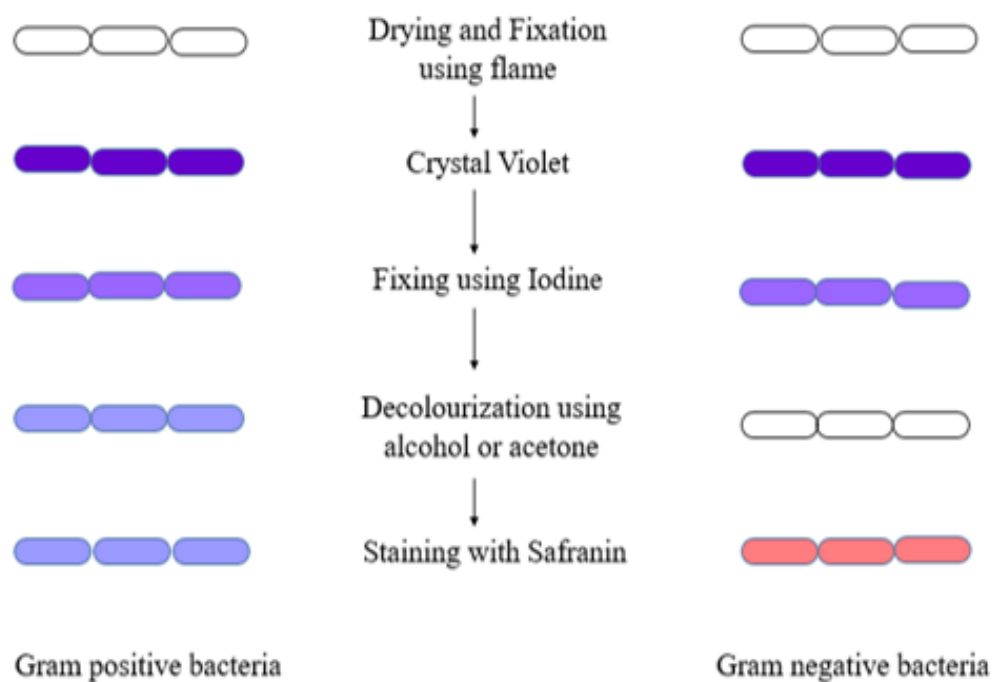 Drying and Fixation
using flame
Crystal Violet
Fixing using Iodine
Decolourization using
alcohol or acetone
Staining with Safranin
Gram positive bacteria
Gram negative bacteria